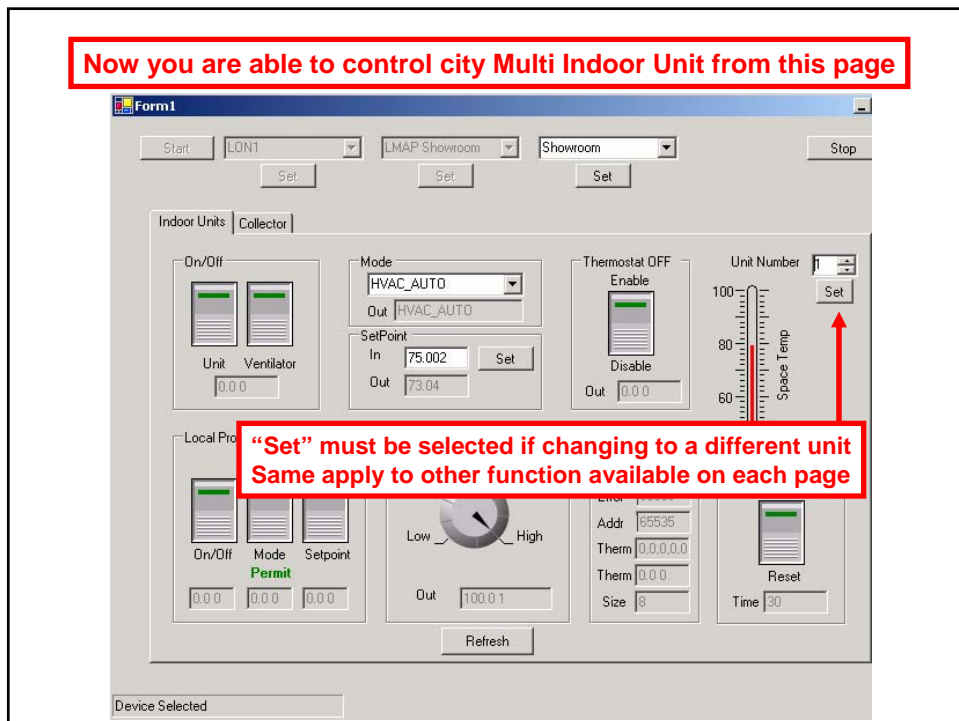 Now you are able to control city Multi Indoor Unit from this page
Form1
Start LON1 LMAP Showroom Showroom Stop
Set Set Set
Indoor Units Collector
On/Off
Unit Ventilator
0.0 0
Mode
HVAC_AUTO
Out HVAC_AUTO
SetPoint
In 75.002 Set
Out 73.04
Thermostat OFF
Enable
Disable
Out 0.0 0
Unit Number 1
Set
100
80
60
Space Temp
"Set" must be selected if changing to a different unit
Same apply to other function available on each page
Local
On/Off Mode Setpoint
Permit
0.0 0 0.0 0 0.0 0
Low High
Out 100.0 1
Error
Addr 65535
Therm 0,0,0,0,0
Therm 0.0 0
Size 8
Reset
Time 30
Refresh
Device Selected